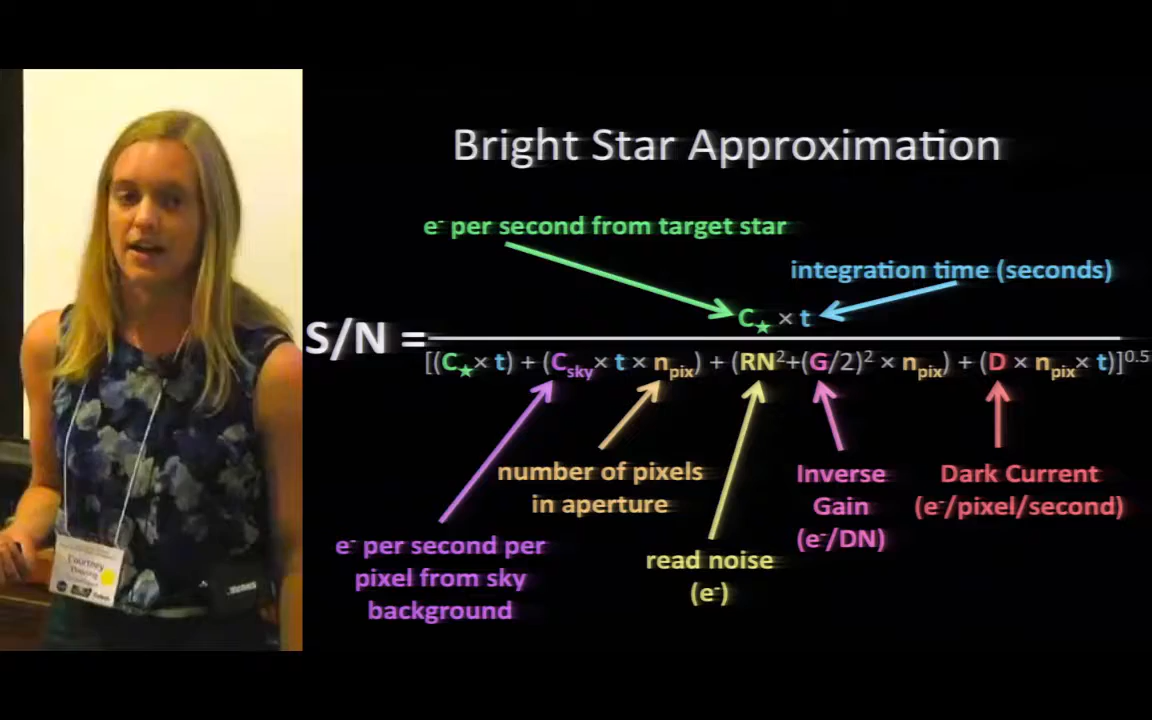 Bright Star Approximation
e⁻ per second from target star
integration time (seconds)
C★ × t
S/N =
[(C★× t) + (Csky× t × npix) + (RN²+(G/2)² × npix) + (D × npix× t)]⁰·⁵
number of pixels
in aperture
Inverse
Gain
(e⁻/DN)
Dark Current
(e⁻/pixel/second)
e⁻ per second per
pixel from sky
background
read noise
(e⁻)
Courtney